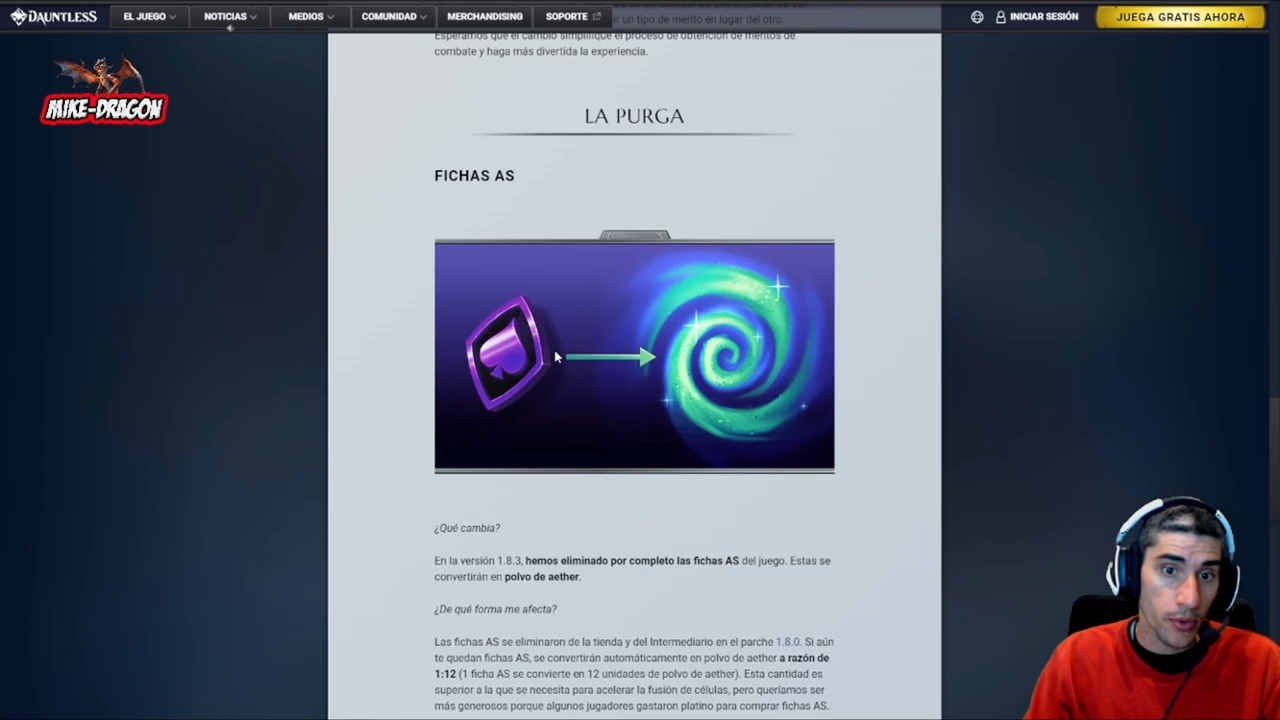 DAUNTLESS
EL JUEGO
NOTICIAS
MEDIOS
COMUNIDAD
MERCHANDISING
SOPORTE
INICIAR SESIÓN
JUEGA GRATIS AHORA
MIKE-DRAGON
ir un tipo de mérito en lugar del otro.
Esperamos que el cambio simplifique el proceso de obtención de méritos de
combate y haga más divertida la experiencia.
LA PURGA
FICHAS AS
¿Qué cambia?
En la versión 1.8.3, hemos eliminado por completo las fichas AS del juego. Estas se
convertirán en polvo de aether.
¿De qué forma me afecta?
Las fichas AS se eliminaron de la tienda y del Intermediario en el parche 1.8.0. Si aún
te quedan fichas AS, se convertirán automáticamente en polvo de aether a razón de
1:12 (1 ficha AS se convierte en 12 unidades de polvo de aether). Esta cantidad es
superior a la que se necesita para acelerar la fusión de células, pero queríamos ser
más generosos porque algunos jugadores gastaron platino para comprar fichas AS.